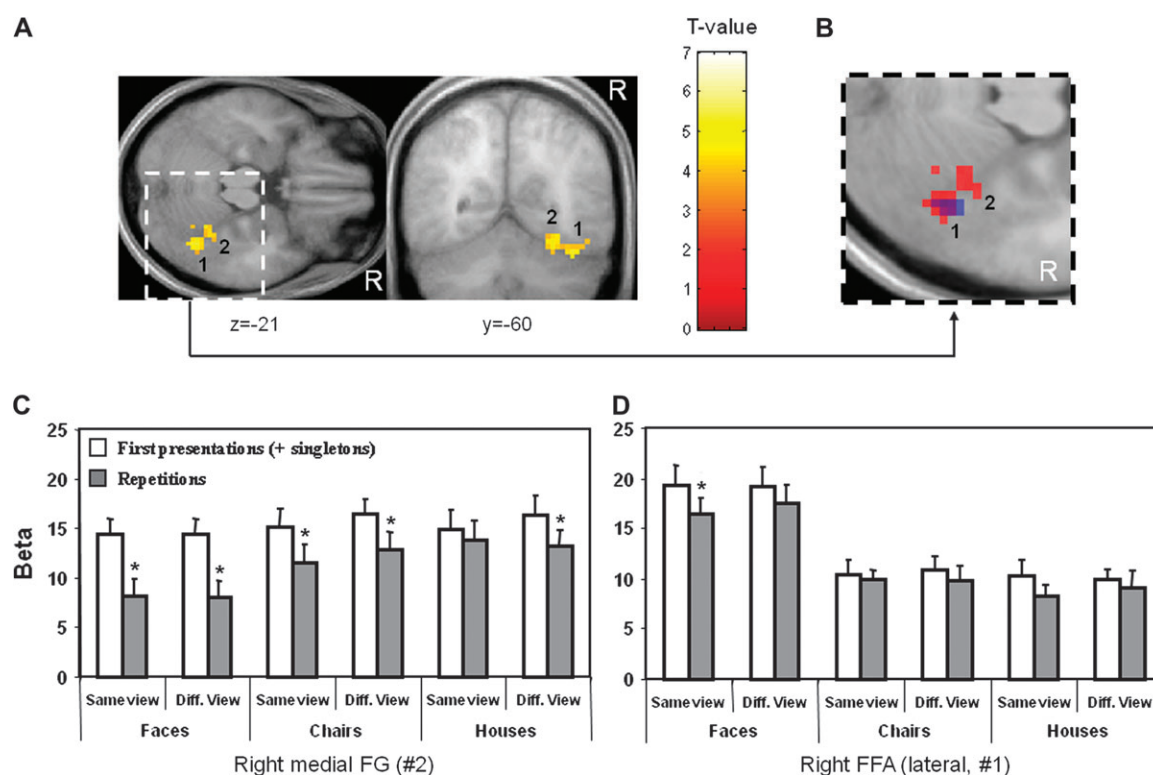 A
T-value
B
R
R
7
6
5
4
3
2
1
0
2
1
2
1
2
1
R
z=-21
y=-60
C
D
25
20
15
10
5
0
Beta
First presentations (+ singletons)
Repetitions
*
*
*
*
*
Same view
Diff. View
Same view
Diff. View
Same view
Diff. View
Faces
Chairs
Houses
Right medial FG (#2)
25
20
15
10
5
0
*
Same view
Diff. View
Same view
Diff. View
Same view
Diff. View
Faces
Chairs
Houses
Right FFA (lateral, #1)